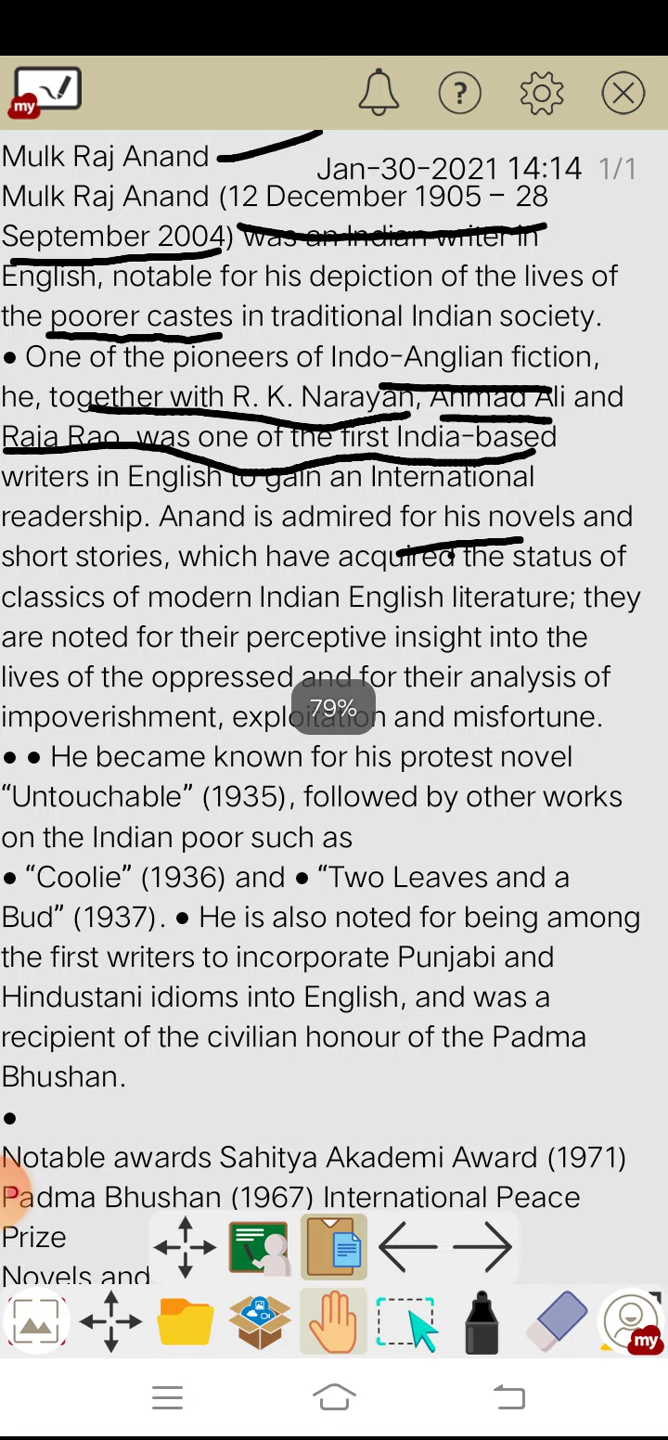 my
?
Mulk Raj Anand
Jan-30-2021 14:14 1/1
Mulk Raj Anand (12 December 1905 – 28
September 2004) was an Indian writer in
English, notable for his depiction of the lives of
the poorer castes in traditional Indian society.
● One of the pioneers of Indo-Anglian fiction,
he, together with R. K. Narayan, Ahmad Ali and
Raja Rao, was one of the first India-based
writers in English to gain an International
readership. Anand is admired for his novels and
short stories, which have acquired the status of
classics of modern Indian English literature; they
are noted for their perceptive insight into the
lives of the oppressed and for their analysis of
impoverishment, exploitation and misfortune.
79%
● ● He became known for his protest novel
“Untouchable” (1935), followed by other works
on the Indian poor such as
● “Coolie” (1936) and ● “Two Leaves and a
Bud” (1937). ● He is also noted for being among
the first writers to incorporate Punjabi and
Hindustani idioms into English, and was a
recipient of the civilian honour of the Padma
Bhushan.
●
Notable awards Sahitya Akademi Award (1971)
Padma Bhushan (1967) International Peace
Prize
Novels and
my